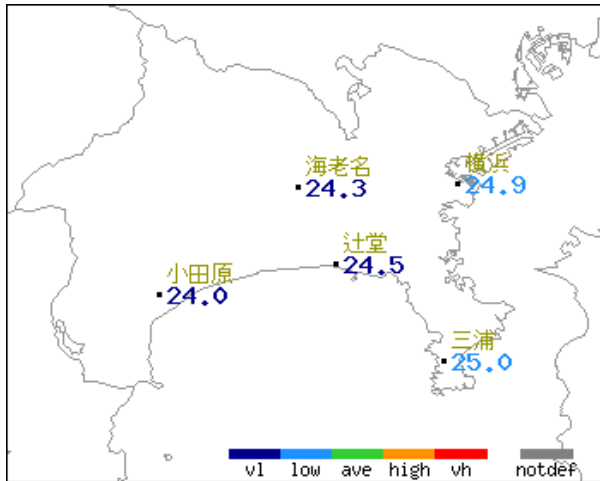 海老名
24.3
横浜
24.9
辻堂
24.5
小田原
24.0
三浦
25.0
vl low ave high vh notdef